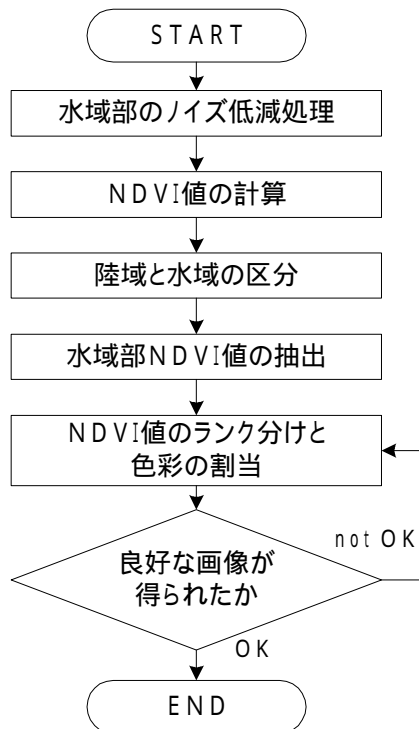 START
水域部のノイズ低減処理
NDVI値の計算
陸域と水域の区分
水域部NDVI値の抽出
NDVI値のランク分けと
色彩の割当
良好な画像が
得られたか
not OK
OK
END